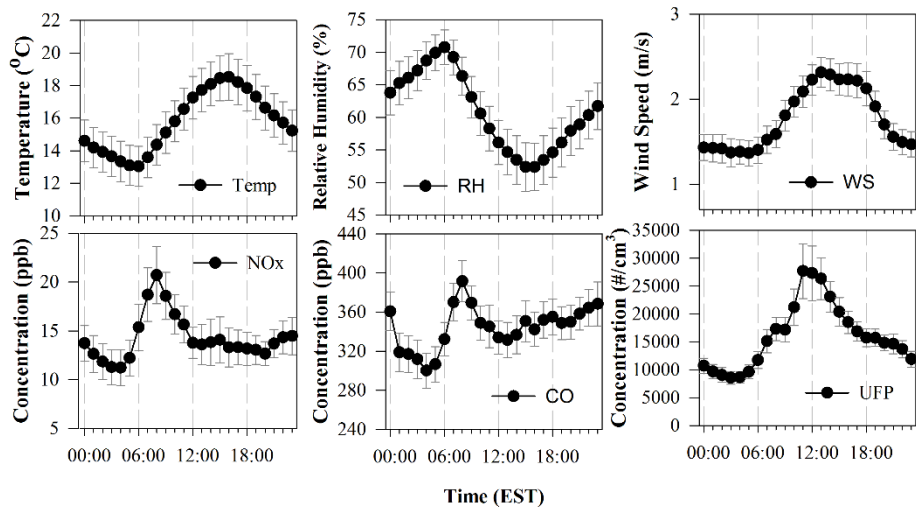 Temperature (⁰C)
22
20
18
16
14
12
Temp
Relative Humidity (%)
75
70
65
60
55
50
45
RH
Wind Speed (m/s)
3
2
1
WS
Concentration (ppb)
25
20
15
10
5
NOx
00:00 06:00 12:00 18:00
Concentration (ppb)
440
400
360
320
280
240
CO
00:00 06:00 12:00 18:00
Concentration (#/cm³)
35000
30000
25000
20000
15000
10000
5000
0
UFP
00:00 06:00 12:00 18:00
Time (EST)